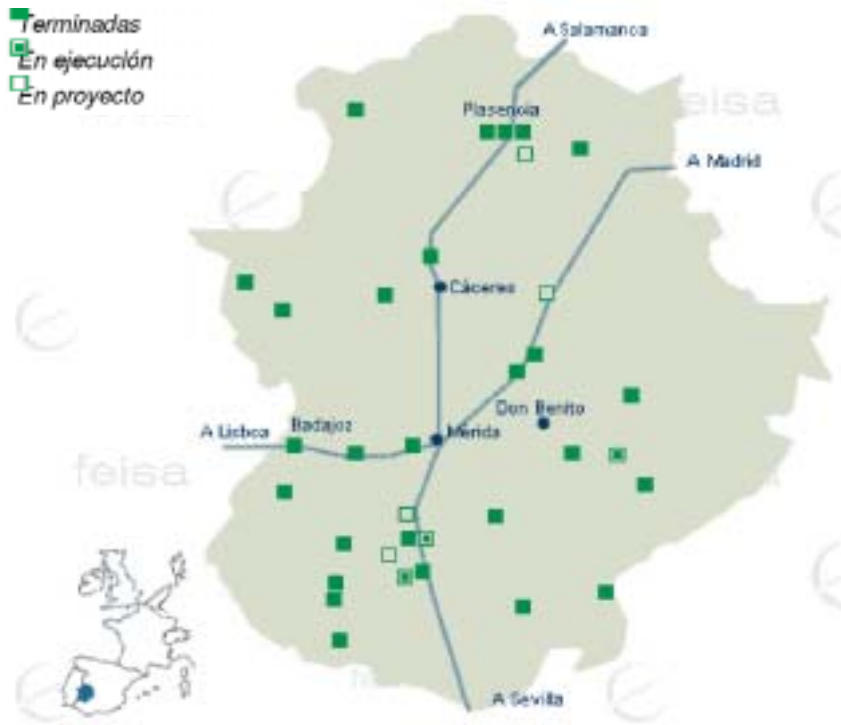 Terminadas
En ejecución
En proyecto
A Salamanca
Plasencia
feisa
A Madrid
Cáceres
Don Benito
A Lisboa
Badajoz
Mérida
feisa
A Sevilla